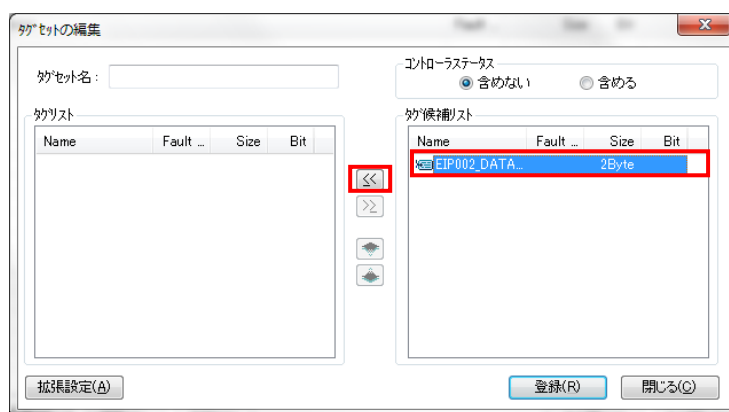 ﾀｸﾞｾｯﾄの編集
ﾀｸﾞｾｯﾄ名 :
ｺﾝﾄﾛｰﾗｽﾃｰﾀｽ
含めない 含める
ﾀｸﾞﾘｽﾄ
Name Fault ... Size Bit
ﾀｸﾞ候補ﾘｽﾄ
Name Fault ... Size Bit
EIP002_DATA... 2Byte
<<
>>
拡張設定(A)
登録(R)
閉じる(C)